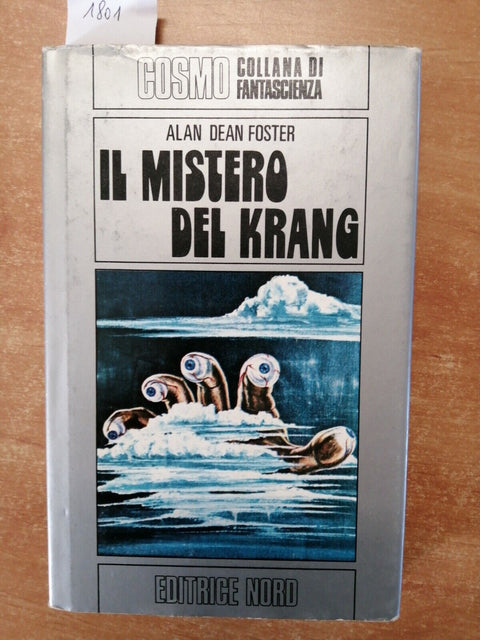 1801
COSMO COLLANA DI
FANTASCIENZA
ALAN DEAN FOSTER
IL MISTERO
DEL KRANG
EDITRICE NORD